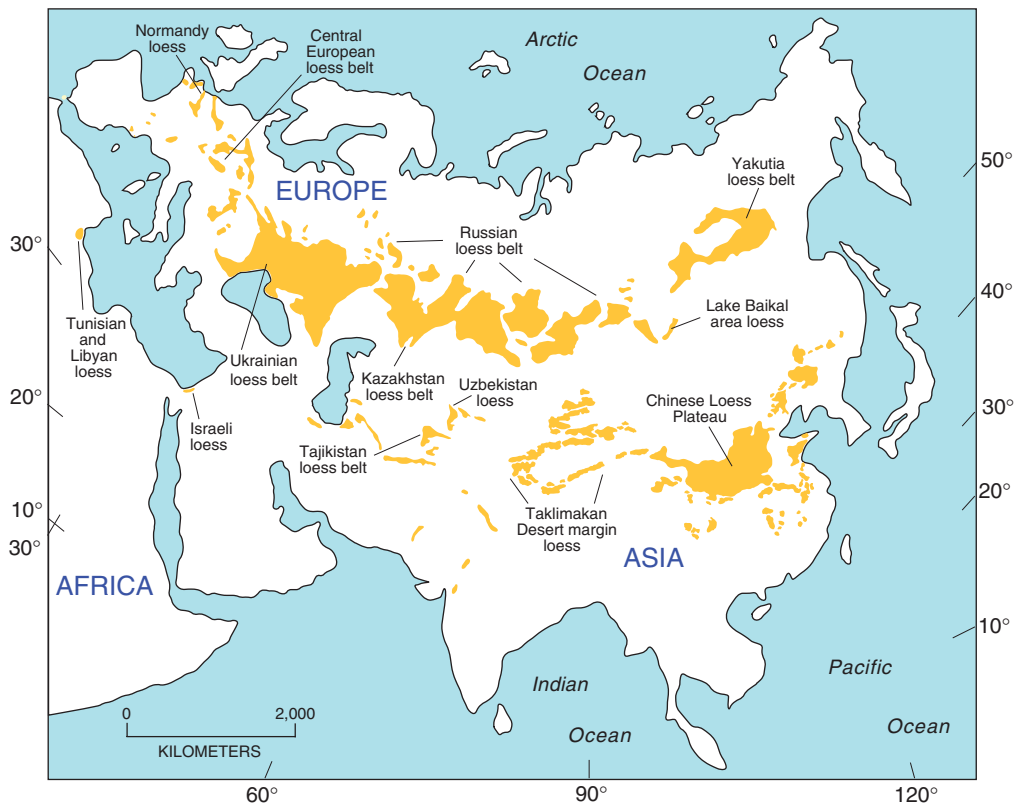 Normandy
loess
Central
European
loess belt
Arctic
Ocean
EUROPE
Yakutia
loess belt
50°
Russian
loess belt
30°
40°
Lake Baikal
area loess
Tunisian
and
Libyan
loess
Ukrainian
loess belt
Kazakhstan
loess belt
Uzbekistan
loess
20°
Chinese Loess
Plateau
30°
Israeli
loess
Tajikistan
loess belt
20°
10°
Taklimakan
Desert margin
loess
30°
ASIA
AFRICA
10°
Indian
Ocean
Pacific
Ocean
0
2,000
KILOMETERS
60°
90°
120°